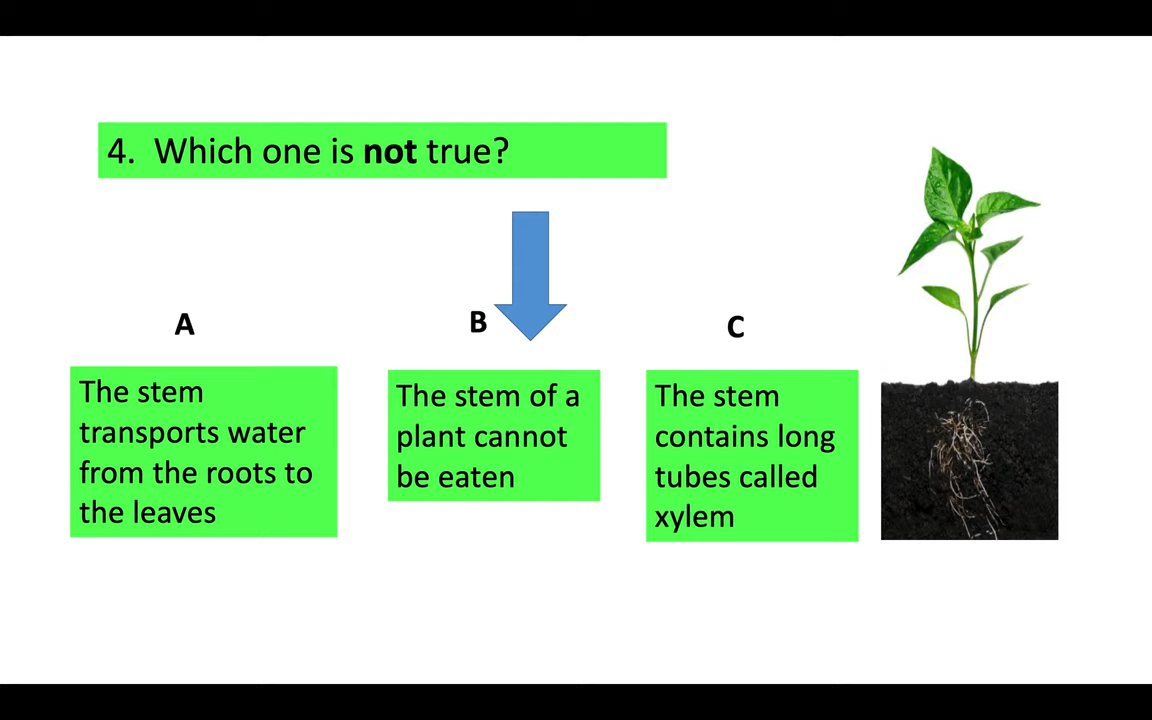 4. Which one is not true?
A
B
C
The stem
transports water
from the roots to
the leaves
The stem of a
plant cannot
be eaten
The stem
contains long
tubes called
xylem